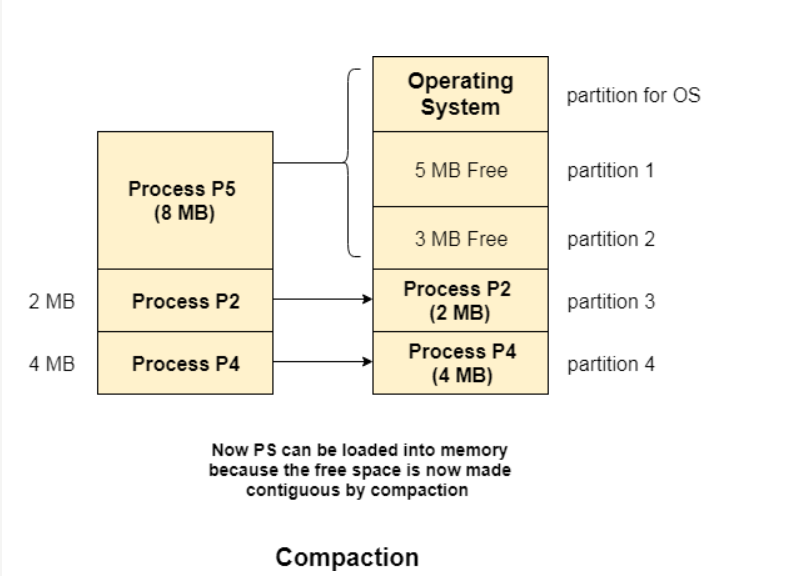 Operating
System
partition for OS
Process P5
(8 MB)
5 MB Free
partition 1
3 MB Free
partition 2
2 MB
Process P2
Process P2
(2 MB)
partition 3
4 MB
Process P4
Process P4
(4 MB)
partition 4
Now PS can be loaded into memory
because the free space is now made
contiguous by compaction
Compaction